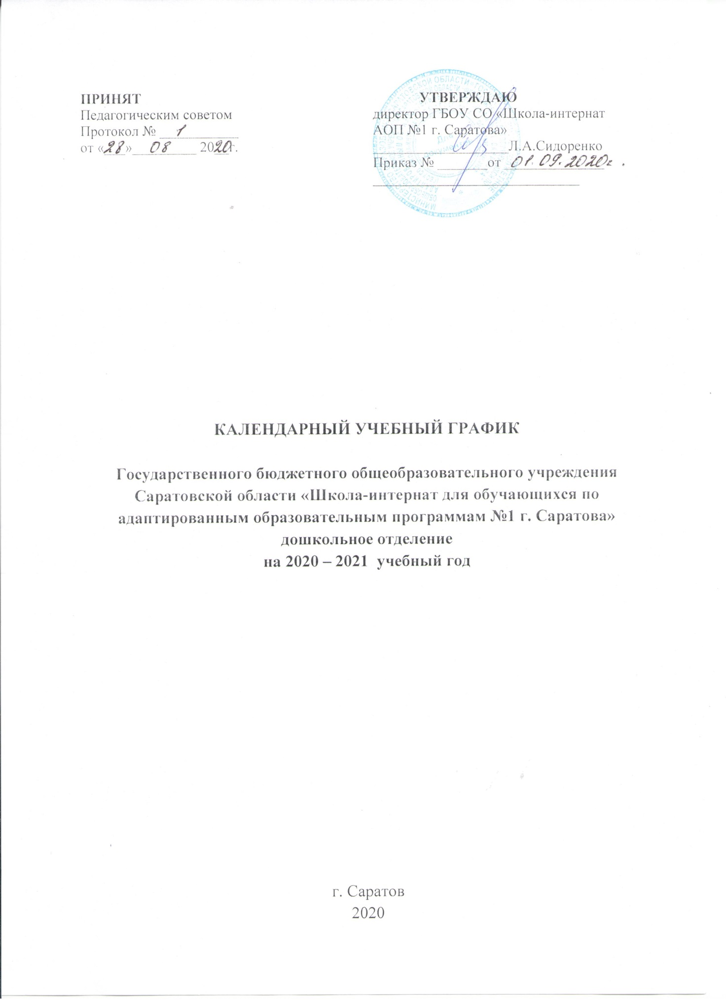 ПРИНЯТ
Педагогическим советом
Протокол № 1
от «28» 08 2020г.
УТВЕРЖДАЮ
директор ГБОУ СО «Школа-интернат
АОП №1 г. Саратова»
Л.А.Сидоренко
Приказ № от 01.09.2020г.
КАЛЕНДАРНЫЙ УЧЕБНЫЙ ГРАФИК
Государственного бюджетного общеобразовательного учреждения
Саратовской области «Школа-интернат для обучающихся по
адаптированным образовательным программам №1 г. Саратова»
дошкольное отделение
на 2020 – 2021 учебный год
г. Саратов
2020